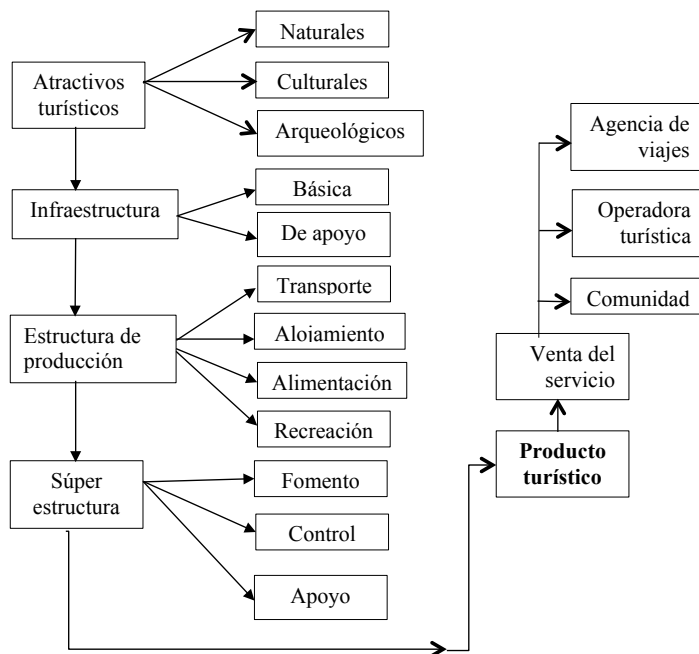 Naturales
Atractivos
turísticos
Culturales
Arqueológicos
Infraestructura
Básica
De apoyo
Estructura de
producción
Transporte
Alojamiento
Alimentación
Recreación
Súper
estructura
Fomento
Control
Apoyo
Agencia de
viajes
Operadora
turística
Comunidad
Venta del
servicio
Producto
turístico